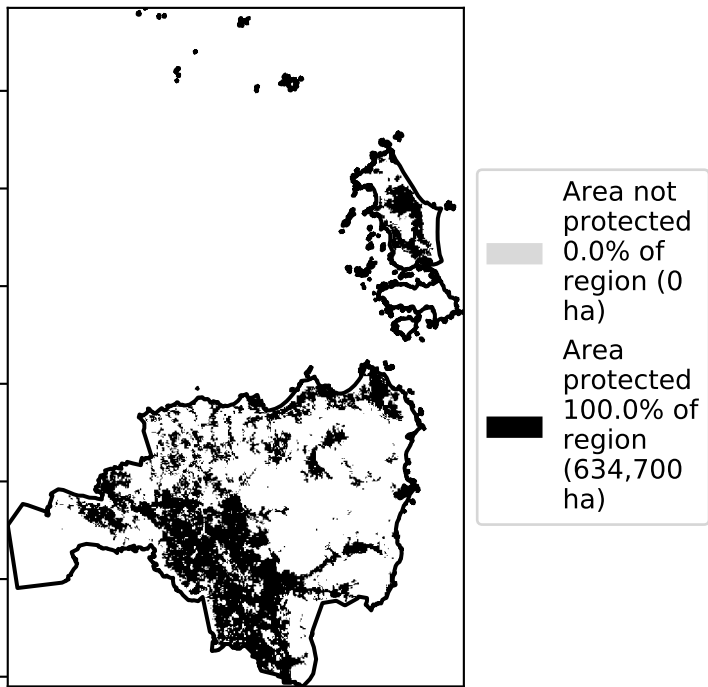 Area not
protected
0.0% of
region (0
ha)
Area
protected
100.0% of
region
(634,700
ha)